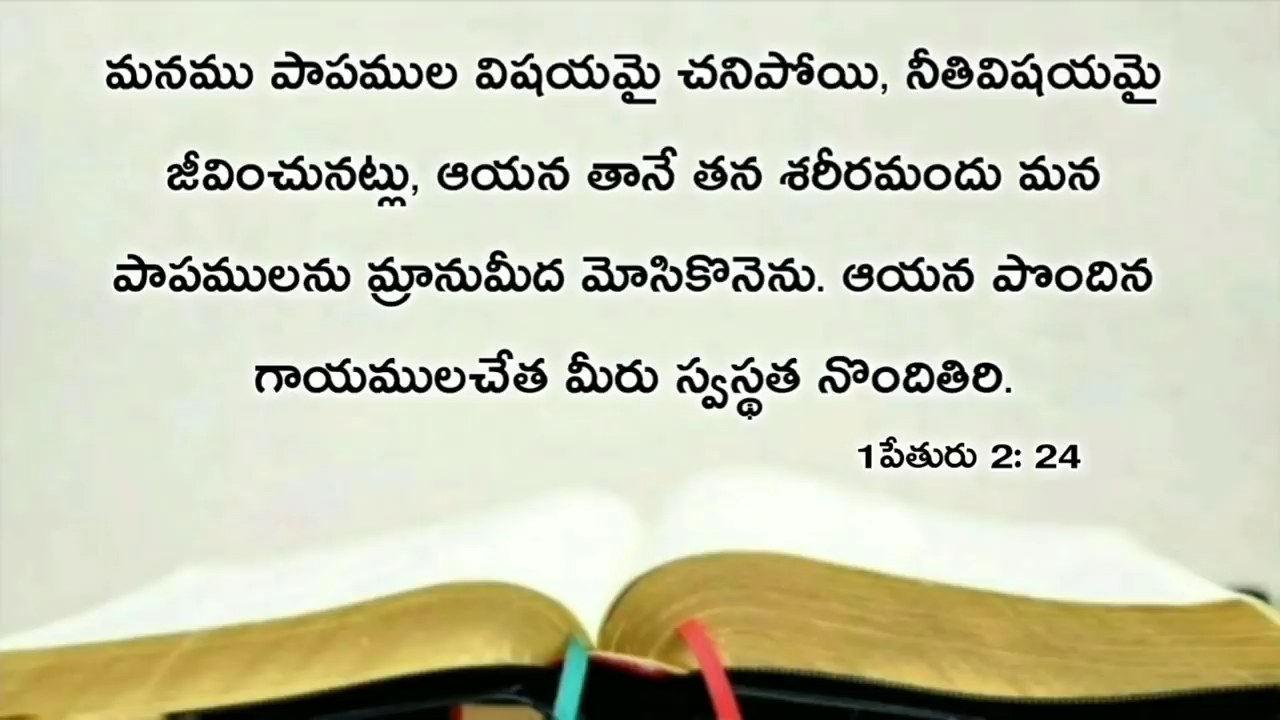 మనము పాపముల విషయమై చనిపోయి, నీతివిషయమై
జీవించునట్లు, ఆయన తానే తన శరీరమందు మన
పాపములను మ్రానుమీద మోసికొనెను. ఆయన పొందిన
గాయములచేత మీరు స్వస్థత నొందితిరి.
1పేతురు 2: 24